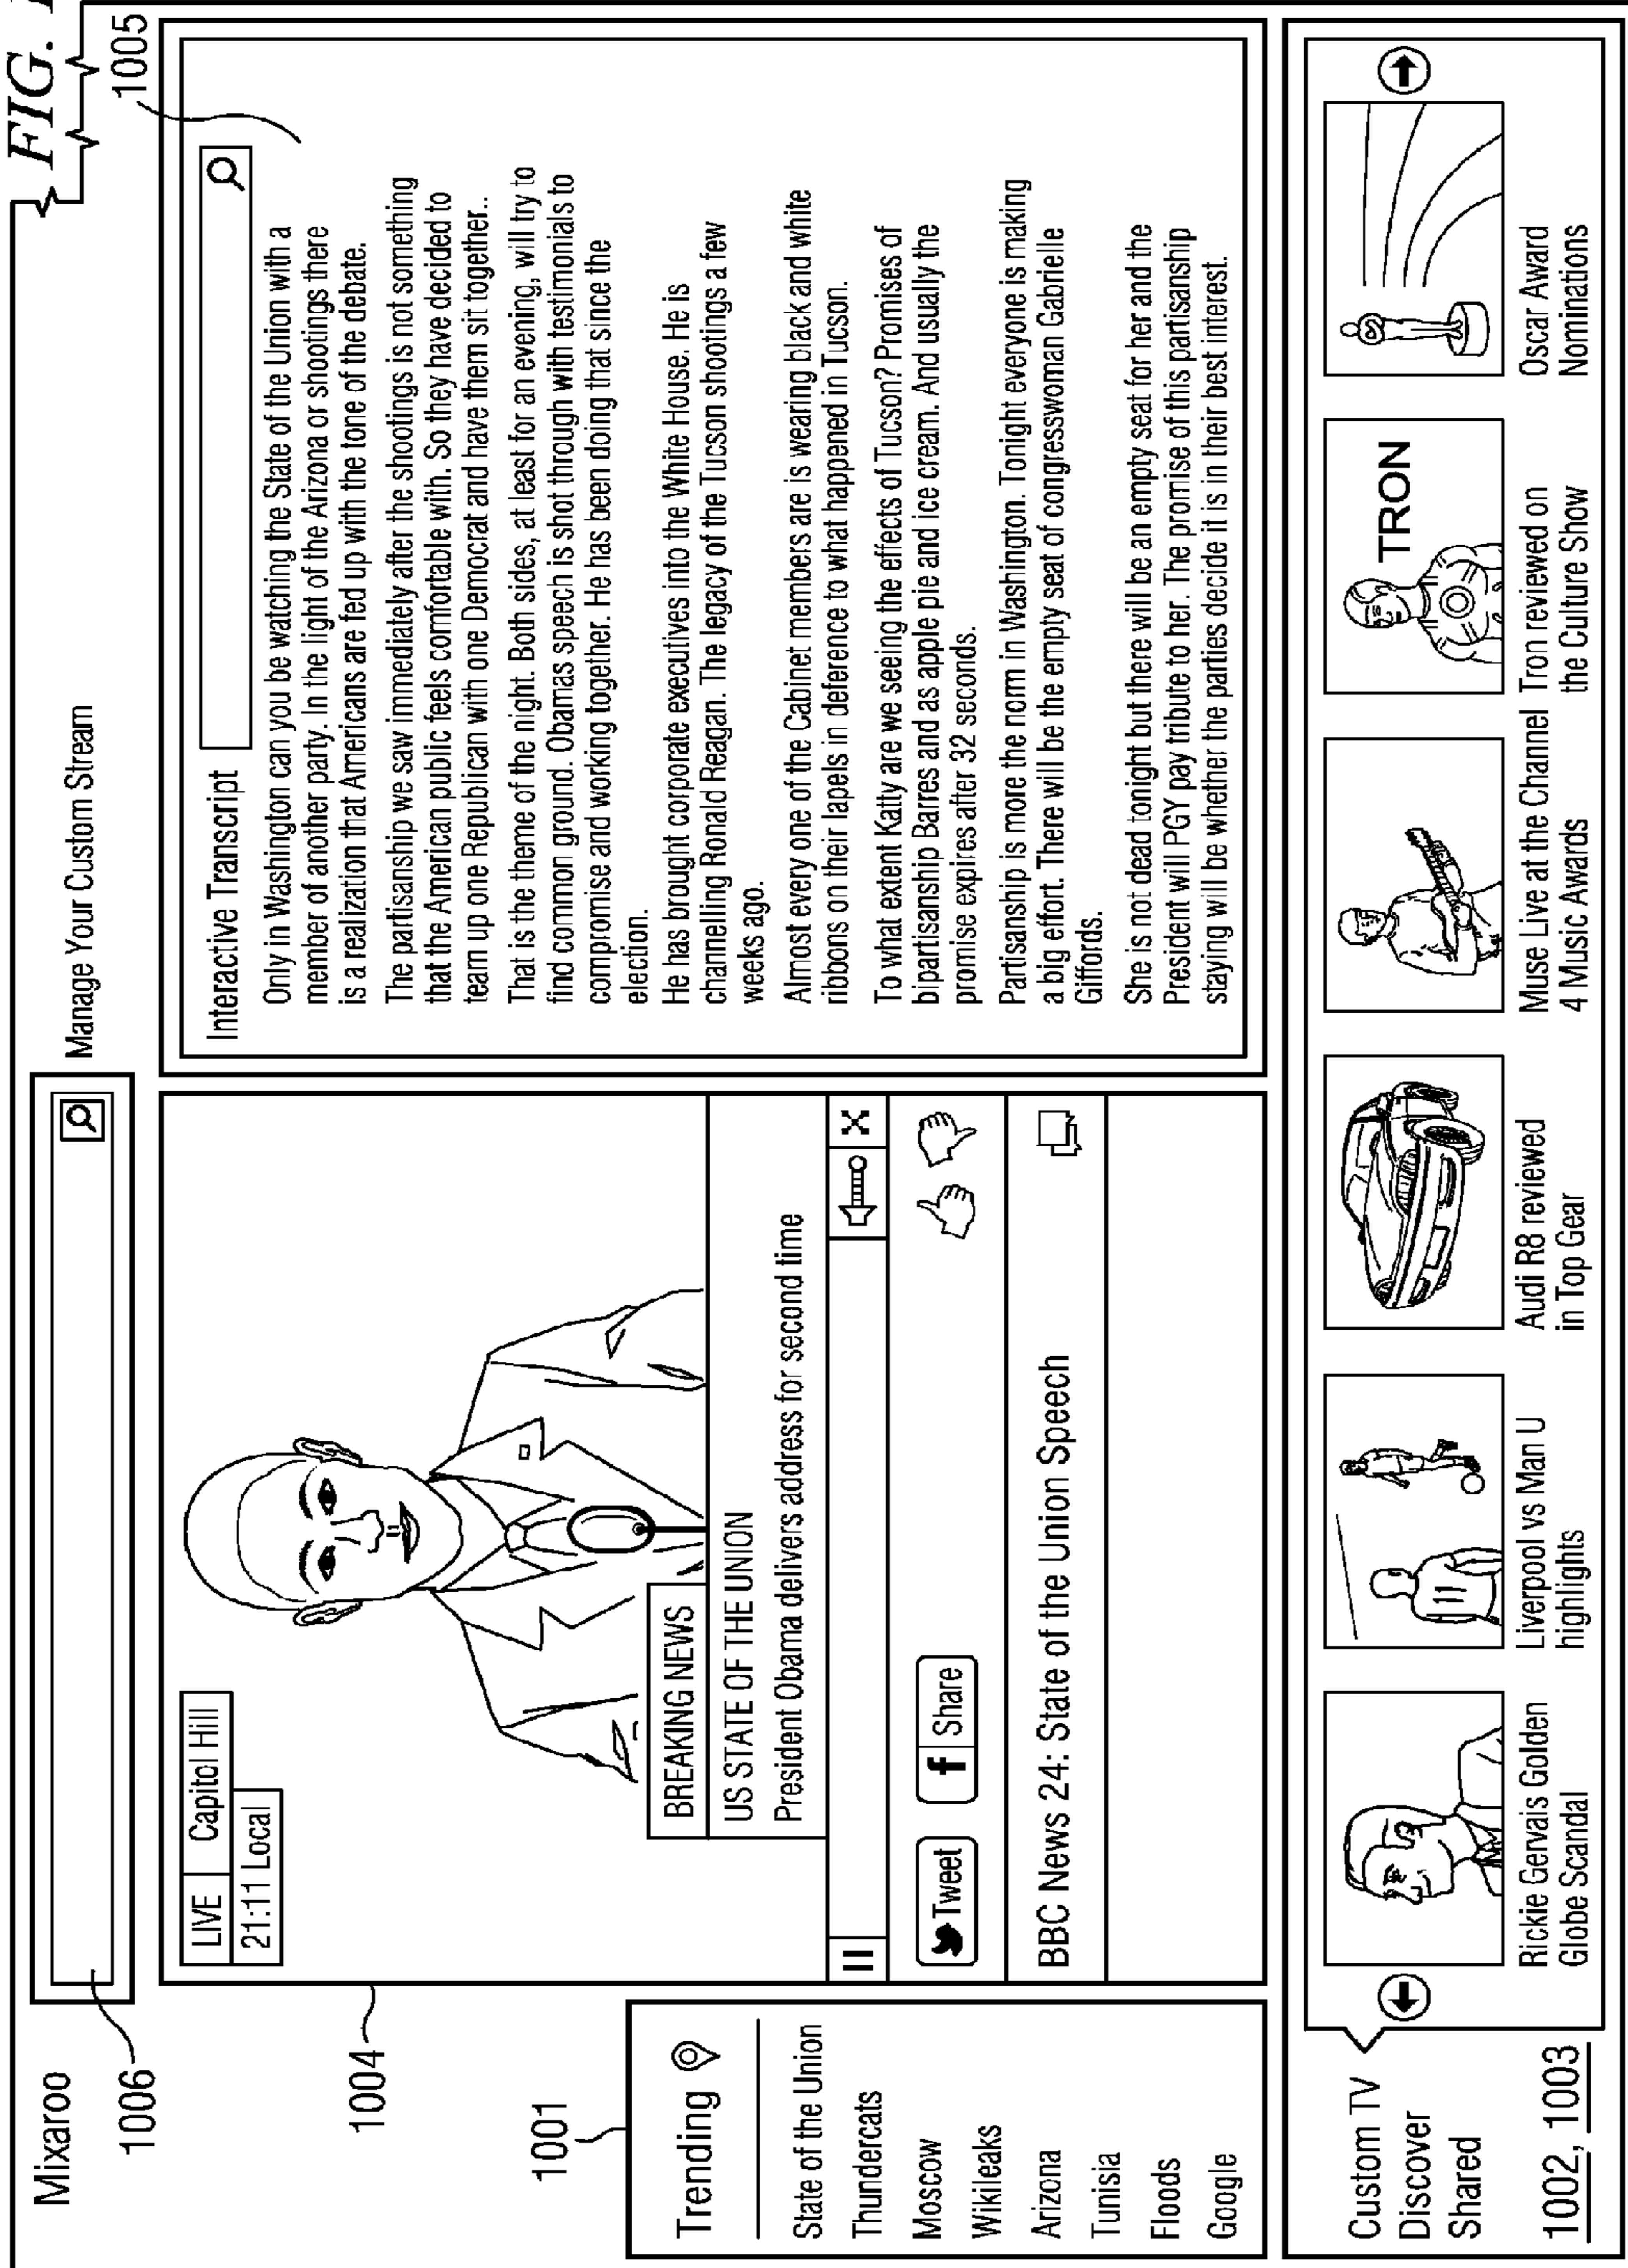 FIG. 1
Mixaroo
1006
Manage Your Custom Stream
1005
1004
LIVE Capitol Hill
21:11 Local
BREAKING NEWS
US STATE OF THE UNION
President Obama delivers address for second time
Tweet
f Share
BBC News 24: State of the Union Speech
Interactive Transcript
Only in Washington can you be watching the State of the Union with a
member of another party. In the light of the Arizona or shootings there
is a realization that Americans are fed up with the tone of the debate.
The partisanship we saw immediately after the shootings is not something
that the American public feels comfortable with. So they have decided to
team up one Republican with one Democrat and have them sit together..
That is the theme of the night. Both sides, at least for an evening, will try to
find common ground. Obamas speech is shot through with testimonials to
compromise and working together. He has been doing that since the
election.
He has brought corporate executives into the White House. He is
channelling Ronald Reagan. The legacy of the Tucson shootings a few
weeks ago.
Almost every one of the Cabinet members are is wearing black and white
ribbons on their lapels in deference to what happened in Tucson.
To what extent Katty are we seeing the effects of Tucson? Promises of
bipartisanship Barres and as apple pie and ice cream. And usually the
promise expires after 32 seconds.
Partisanship is more the norm in Washington. Tonight everyone is making
a big effort. There will be the empty seat of congresswoman Gabrielle
Giffords.
She is not dead tonight but there will be an empty seat for her and the
President will PGY pay tribute to her. The promise of this partisanship
staying will be whether the parties decide it is in their best interest.
1001
Trending
State of the Union
Thundercats
Moscow
Wikileaks
Arizona
Tunisia
Floods
Google
Custom TV
Discover
Shared
1002, 1003
11
TRON
Rickie Gervais Golden
Globe Scandal
Liverpool vs Man U
highlights
Audi R8 reviewed
in Top Gear
Muse Live at the Channel
4 Music Awards
Tron reviewed on
the Culture Show
Oscar Award
Nominations